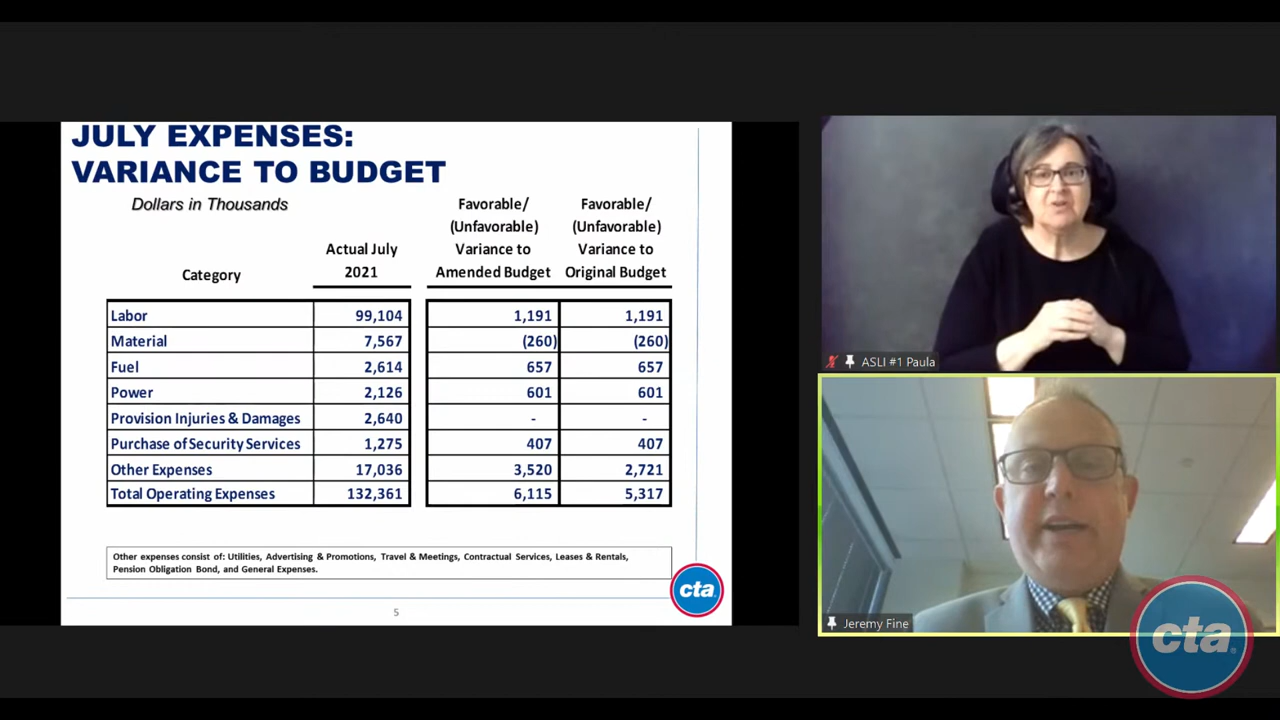 JULY EXPENSES:
VARIANCE TO BUDGET
Dollars in Thousands
Category
Actual July
2021
Favorable/
(Unfavorable)
Variance to
Amended Budget
Favorable/
(Unfavorable)
Variance to
Original Budget
Labor 99,104 1,191 1,191
Material 7,567 (260) (260)
Fuel 2,614 657 657
Power 2,126 601 601
Provision Injuries & Damages 2,640 - -
Purchase of Security Services 1,275 407 407
Other Expenses 17,036 3,520 2,721
Total Operating Expenses 132,361 6,115 5,317
Other expenses consist of: Utilities, Advertising & Promotions, Travel & Meetings, Contractual Services, Leases & Rentals,
Pension Obligation Bond, and General Expenses.
cta
5
ASLI #1 Paula
Jeremy Fine
cta